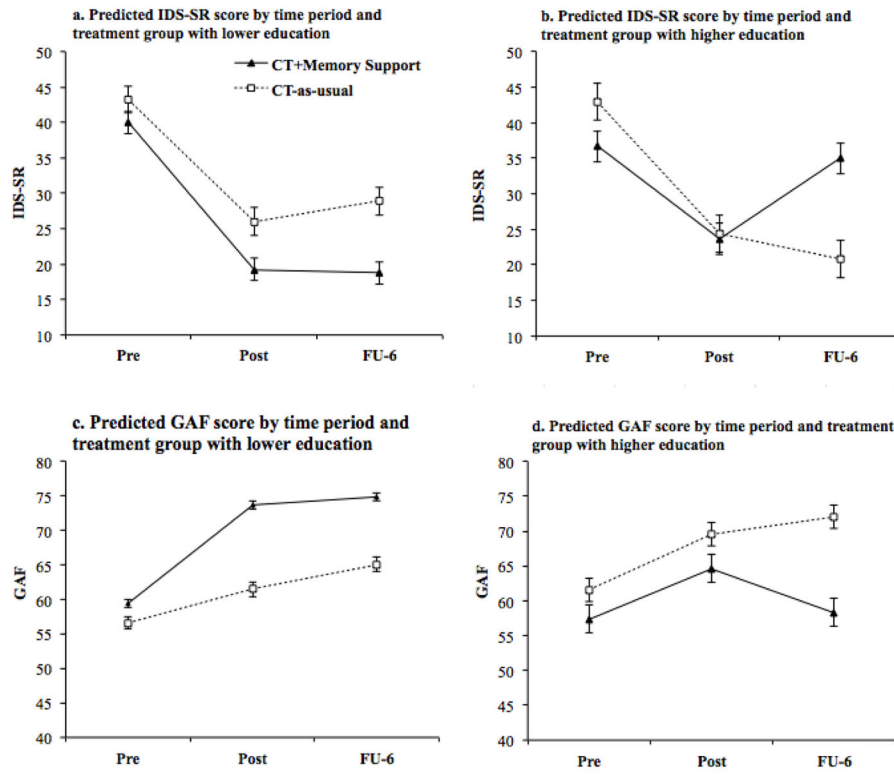 a. Predicted IDS-SR score by time period and
treatment group with lower education
50
45
40
35
30
25
20
15
10
IDS-SR
CT+Memory Support
CT-as-usual
Pre
Post
FU-6
b. Predicted IDS-SR score by time period and
treatment group with higher education
50
45
40
35
30
25
20
15
10
IDS-SR
Pre
Post
FU-6
c. Predicted GAF score by time period and
treatment group with lower education
80
75
70
65
60
55
50
45
40
GAF
Pre
Post
FU-6
d. Predicted GAF score by time period and treatment
group with higher education
80
75
70
65
60
55
50
45
40
GAF
Pre
Post
FU-6